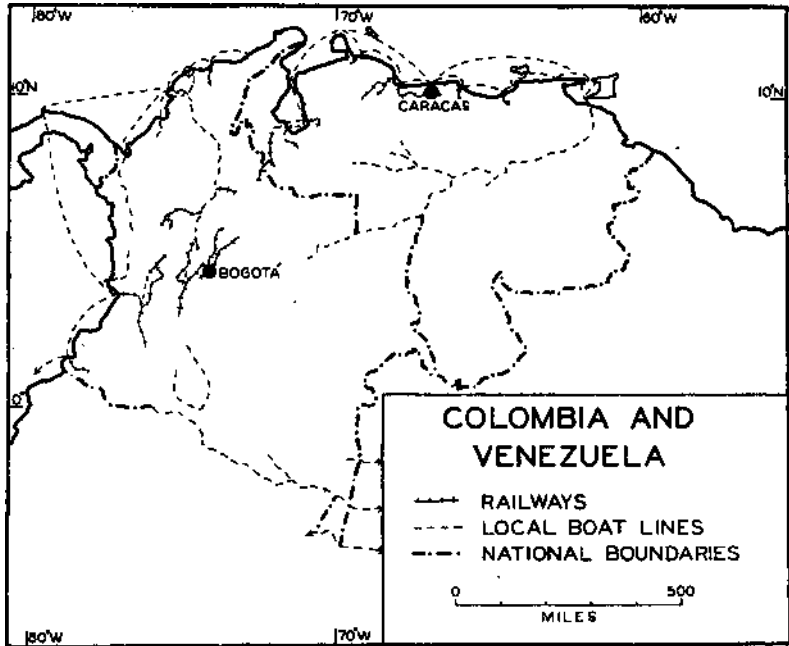 80°W 70°W 60°W
10°N 10°N
CARACAS
BOGOTA
0°
COLOMBIA AND
VENEZUELA
RAILWAYS
LOCAL BOAT LINES
NATIONAL BOUNDARIES
0 500
MILES
80°W 70°W